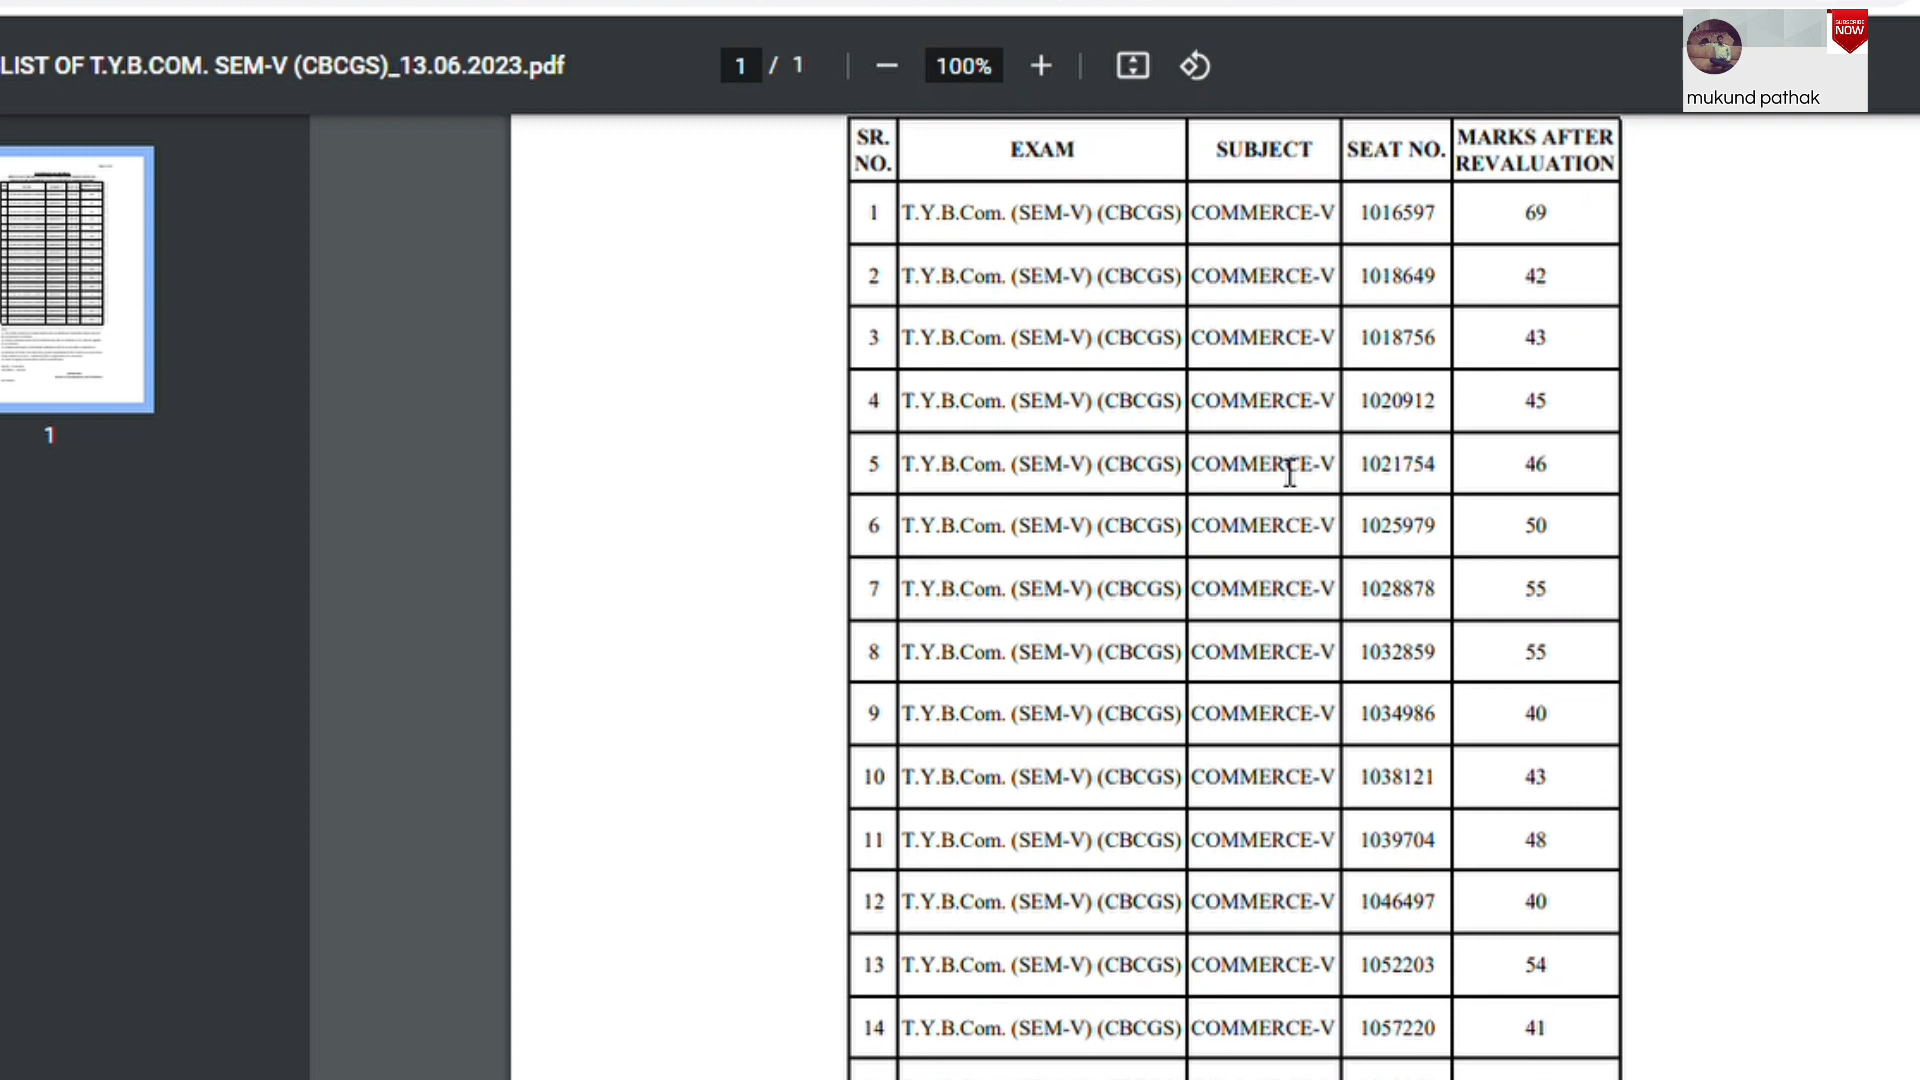 LIST OF T.Y.B.COM. SEM-V (CBCGS)_13.06.2023.pdf
1 / 1
100%
SUBSCRIBE
NOW
mukund pathak
1
SR. NO. EXAM SUBJECT SEAT NO. MARKS AFTER REVALUATION
1 T.Y.B.Com. (SEM-V) (CBCGS) COMMERCE-V 1016597 69
2 T.Y.B.Com. (SEM-V) (CBCGS) COMMERCE-V 1018649 42
3 T.Y.B.Com. (SEM-V) (CBCGS) COMMERCE-V 1018756 43
4 T.Y.B.Com. (SEM-V) (CBCGS) COMMERCE-V 1020912 45
5 T.Y.B.Com. (SEM-V) (CBCGS) COMMERCE-V 1021754 46
6 T.Y.B.Com. (SEM-V) (CBCGS) COMMERCE-V 1025979 50
7 T.Y.B.Com. (SEM-V) (CBCGS) COMMERCE-V 1028878 55
8 T.Y.B.Com. (SEM-V) (CBCGS) COMMERCE-V 1032859 55
9 T.Y.B.Com. (SEM-V) (CBCGS) COMMERCE-V 1034986 40
10 T.Y.B.Com. (SEM-V) (CBCGS) COMMERCE-V 1038121 43
11 T.Y.B.Com. (SEM-V) (CBCGS) COMMERCE-V 1039704 48
12 T.Y.B.Com. (SEM-V) (CBCGS) COMMERCE-V 1046497 40
13 T.Y.B.Com. (SEM-V) (CBCGS) COMMERCE-V 1052203 54
14 T.Y.B.Com. (SEM-V) (CBCGS) COMMERCE-V 1057220 41